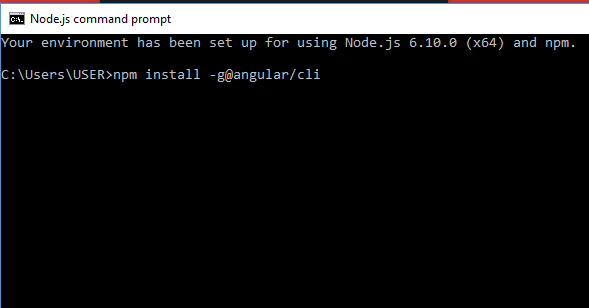 Node.js command prompt
Your environment has been set up for using Node.js 6.10.0 (x64) and npm.
C:\Users\USER>npm install -g@angular/cli